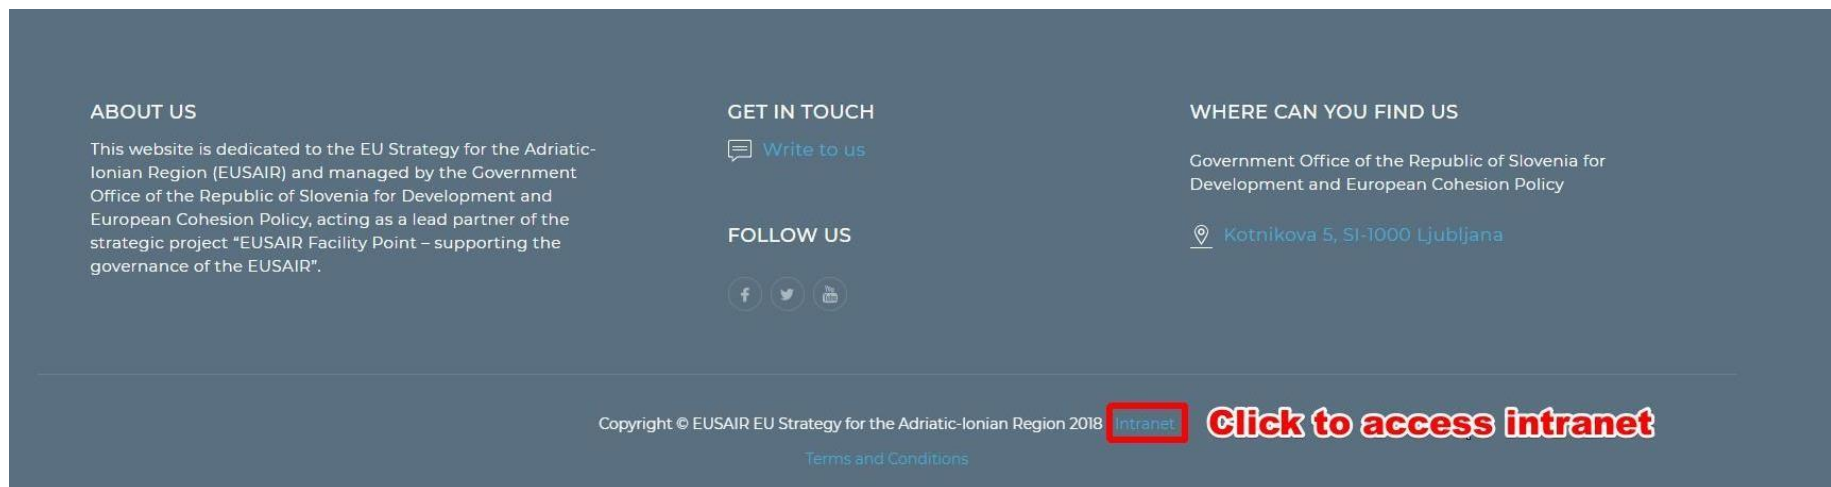 ABOUT US
This website is dedicated to the EU Strategy for the Adriatic-
Ionian Region (EUSAIR) and managed by the Government
Office of the Republic of Slovenia for Development and
European Cohesion Policy, acting as a lead partner of the
strategic project “EUSAIR Facility Point – supporting the
governance of the EUSAIR”.
GET IN TOUCH
Write to us
FOLLOW US
You
Tube
WHERE CAN YOU FIND US
Government Office of the Republic of Slovenia for
Development and European Cohesion Policy
Kotnikova 5, SI-1000 Ljubljana
Copyright © EUSAIR EU Strategy for the Adriatic-Ionian Region 2018 Intranet
Click to access intranet
Terms and Conditions